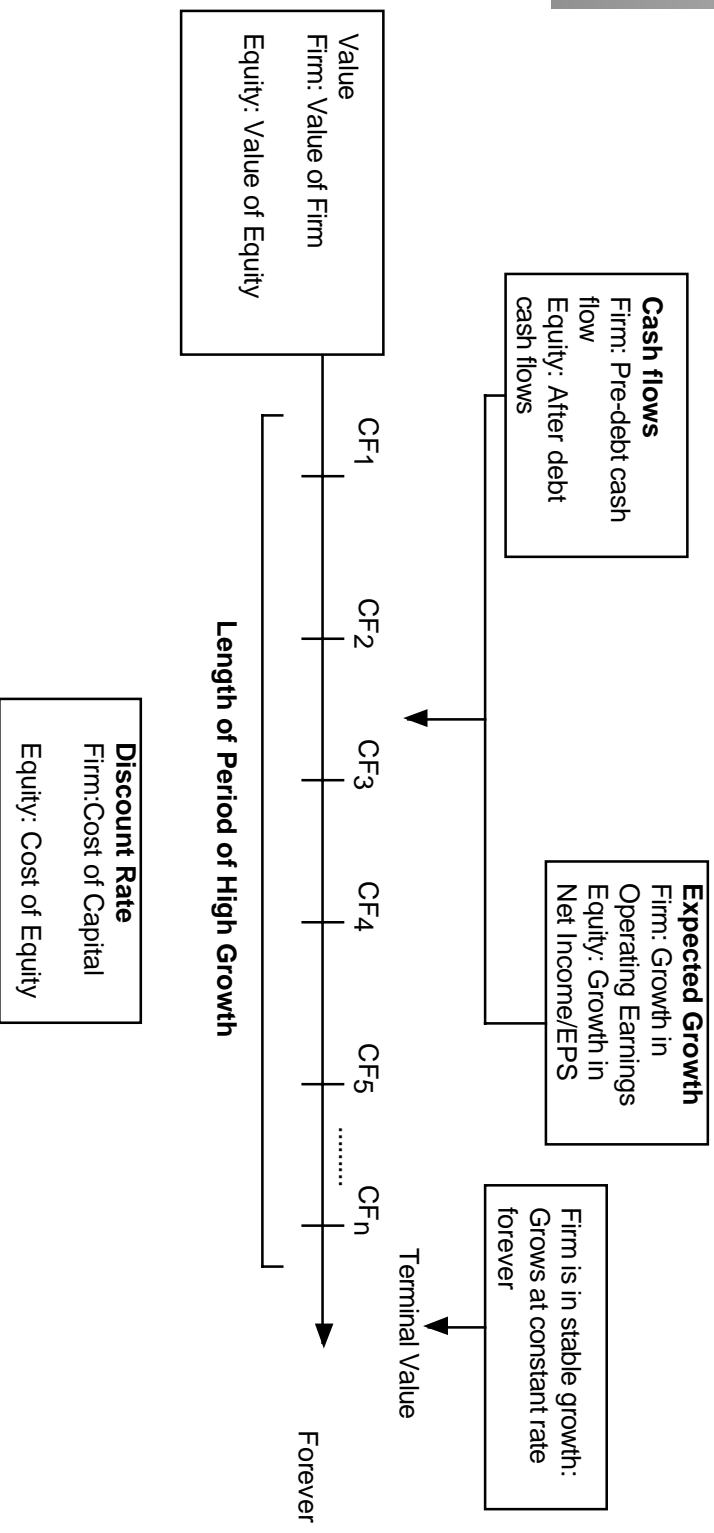 Cash flows
Firm: Pre-debt cash
flow
Equity: After debt
cash flows
Expected Growth
Firm: Growth in
Operating Earnings
Equity: Growth in
Net Income/EPS
Firm is in stable growth:
Grows at constant rate
forever
Terminal Value
Value
Firm: Value of Firm
Equity: Value of Equity
CF1 CF2 CF3 CF4 CF5 ......... CFn
Forever
Length of Period of High Growth
Discount Rate
Firm:Cost of Capital
Equity: Cost of Equity